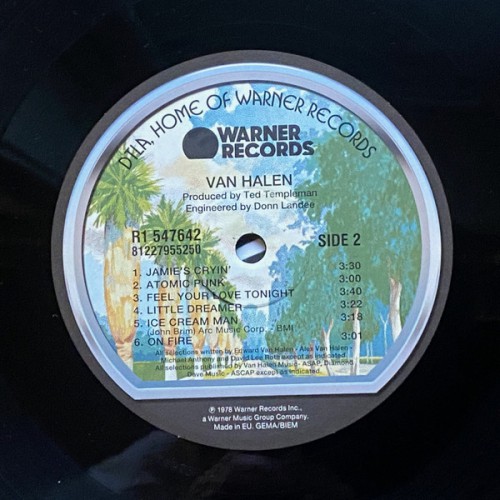 DTLA, HOME OF WARNER RECORDS
WARNER
RECORDS
VAN HALEN
Produced by Ted Templeman
Engineered by Donn Landee
R1 547642
81227955250
SIDE 2
1. JAMIE'S CRYIN' 3:30
2. ATOMIC PUNK 3:00
3. FEEL YOUR LOVE TONIGHT 3:40
4. LITTLE DREAMER 3:22
5. ICE CREAM MAN 3:18
(John Brim) Arc Music Corp. - BMI
6. ON FIRE 3:01
All selections written by Edward Van Halen - Alex Van Halen -
Michael Anthony and David Lee Roth except as indicated.
All selections published by Van Halen Music - ASAP, Diamond
Dave Music - ASCAP except as indicated.
℗ 1978 Warner Records Inc.,
a Warner Music Group Company.
Made in EU. GEMA/BIEM